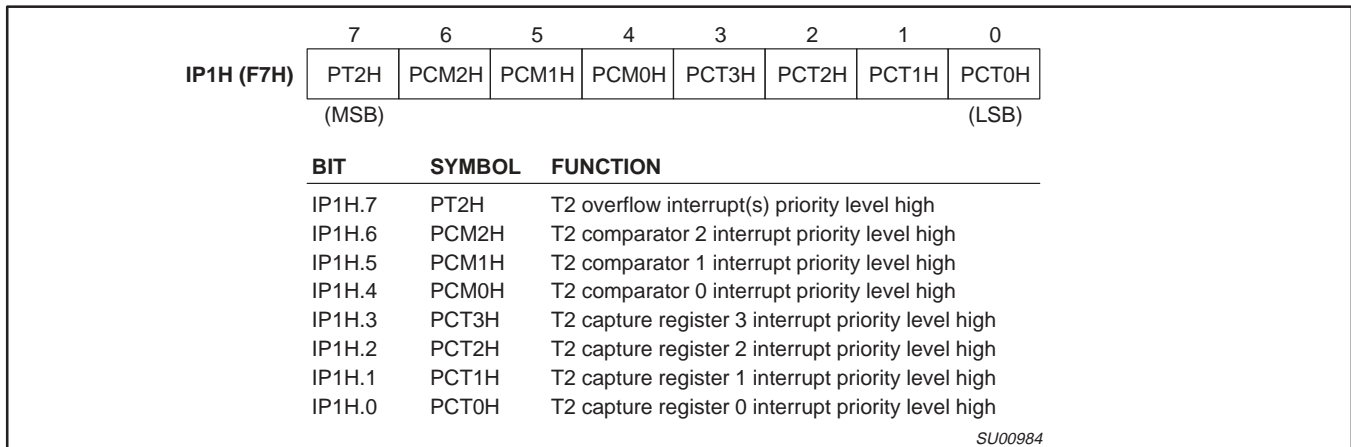 7 6 5 4 3 2 1 0
IP1H (F7H) PT2H PCM2H PCM1H PCM0H PCT3H PCT2H PCT1H PCT0H
(MSB) (LSB)
BIT SYMBOL FUNCTION
IP1H.7 PT2H T2 overflow interrupt(s) priority level high
IP1H.6 PCM2H T2 comparator 2 interrupt priority level high
IP1H.5 PCM1H T2 comparator 1 interrupt priority level high
IP1H.4 PCM0H T2 comparator 0 interrupt priority level high
IP1H.3 PCT3H T2 capture register 3 interrupt priority level high
IP1H.2 PCT2H T2 capture register 2 interrupt priority level high
IP1H.1 PCT1H T2 capture register 1 interrupt priority level high
IP1H.0 PCT0H T2 capture register 0 interrupt priority level high
SU00984